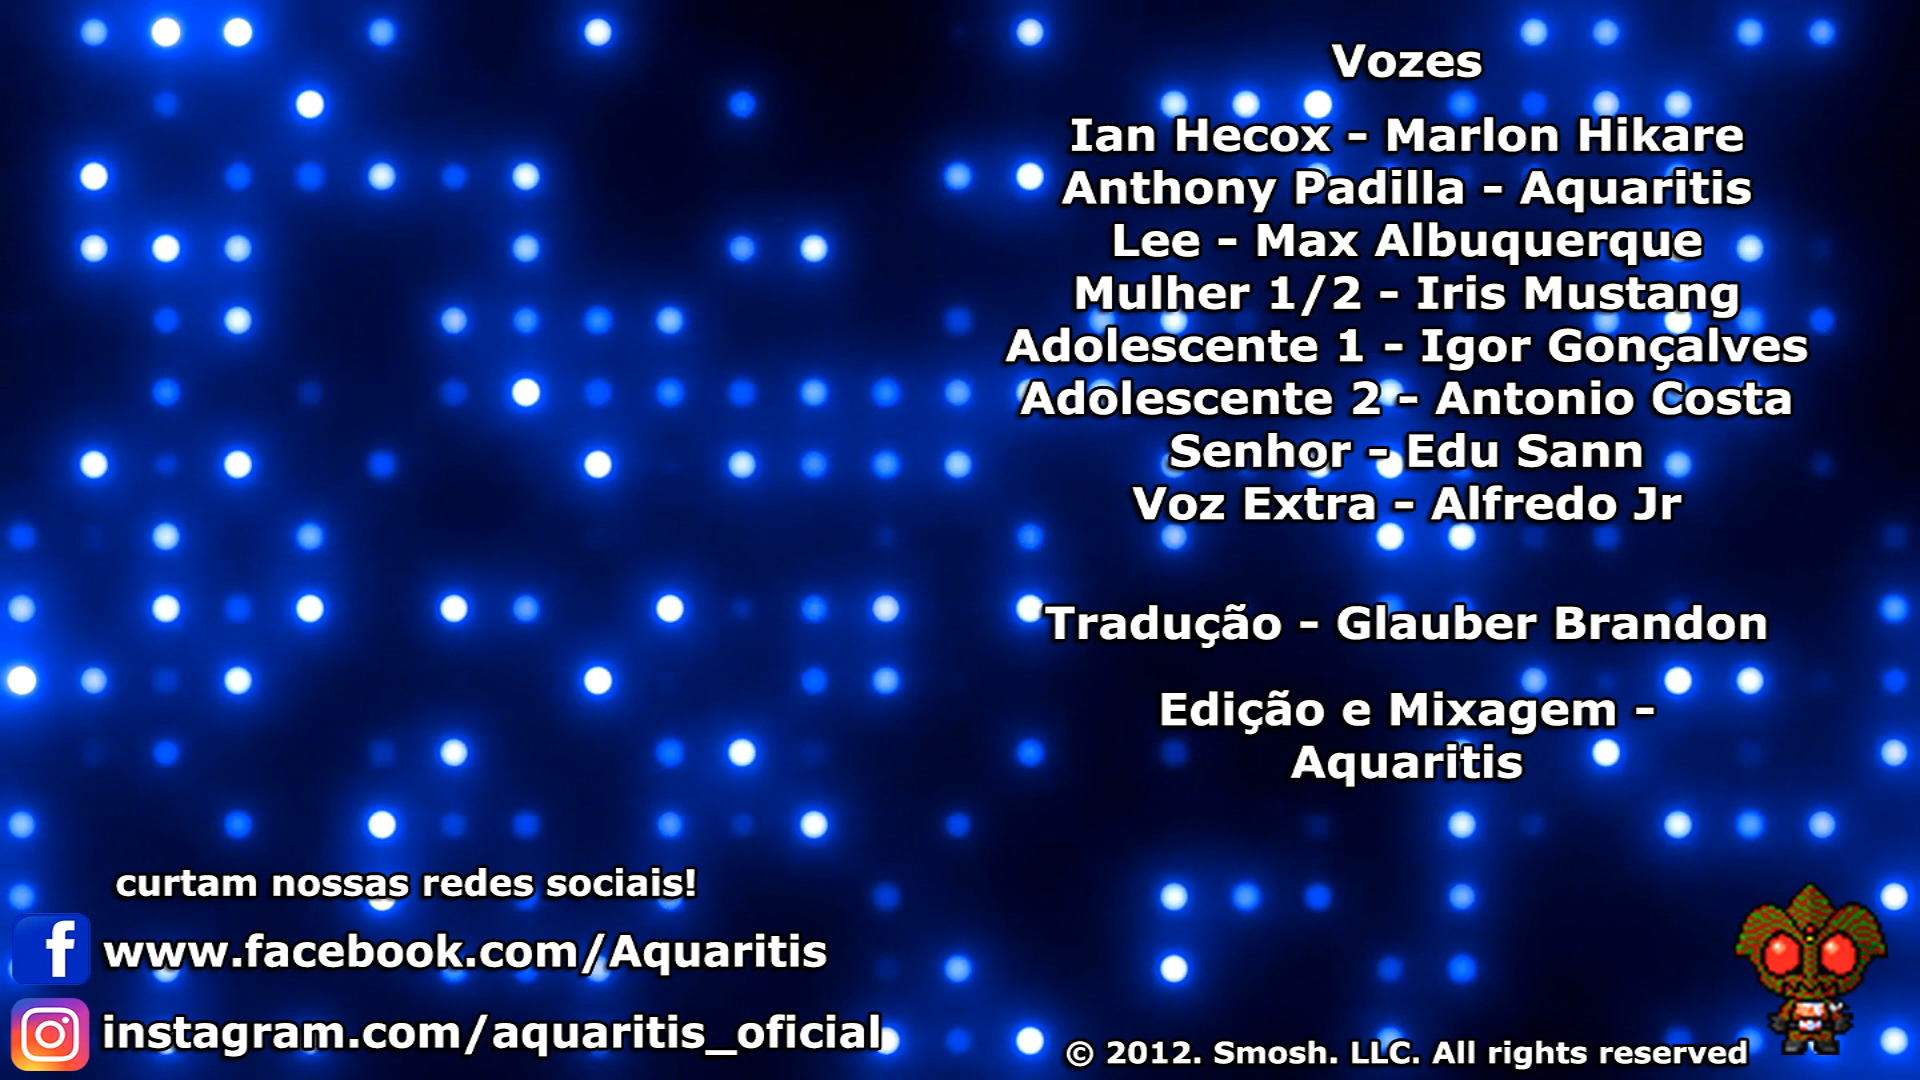 Vozes
Ian Hecox - Marlon Hikare
Anthony Padilla - Aquaritis
Lee - Max Albuquerque
Mulher 1/2 - Iris Mustang
Adolescente 1 - Igor Gonçalves
Adolescente 2 - Antonio Costa
Senhor - Edu Sann
Voz Extra - Alfredo Jr
Tradução - Glauber Brandon
Edição e Mixagem -
Aquaritis
curtam nossas redes sociais!
f www.facebook.com/Aquaritis
instagram.com/aquaritis_oficial
© 2012. Smosh. LLC. All rights reserved